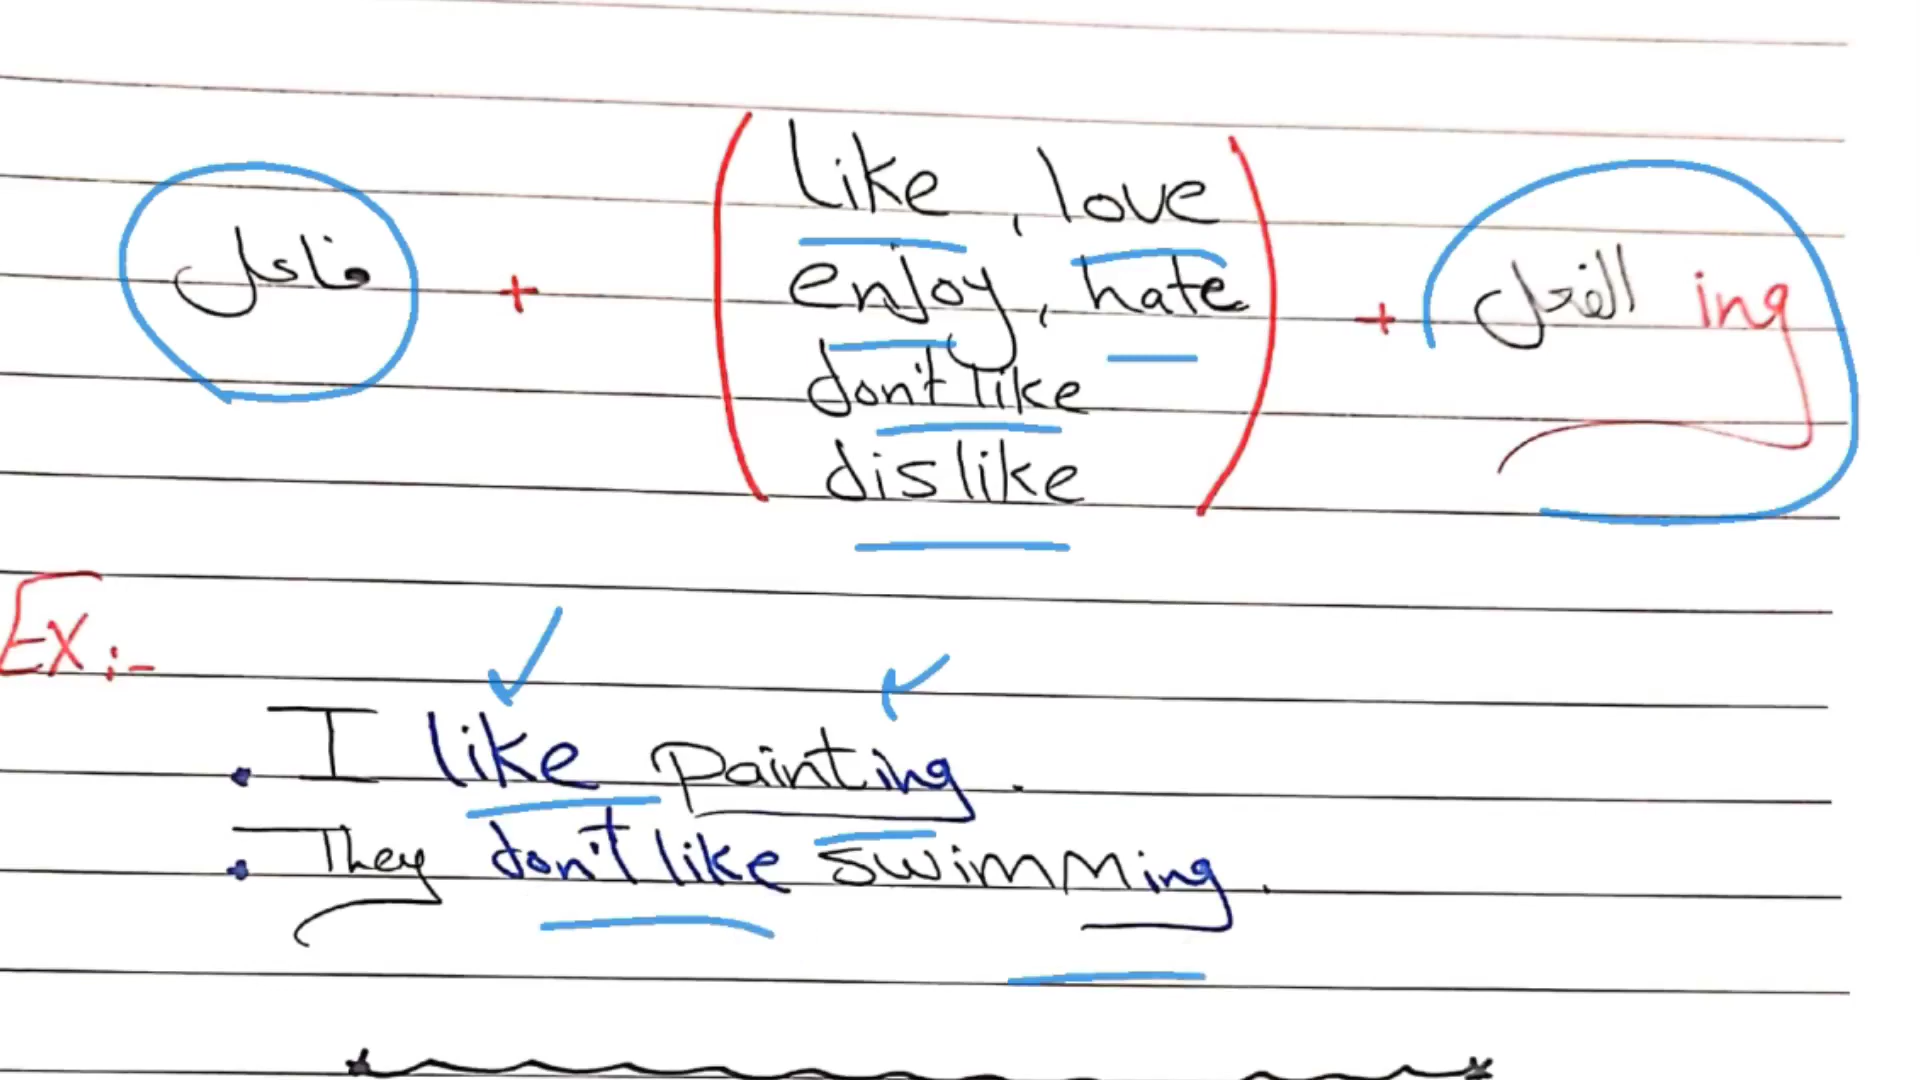 فاعل + (like, love
enjoy, hate
don't like
dislike) + الفعل ing
Ex:-
• I like painting.
• They don't like swimming.